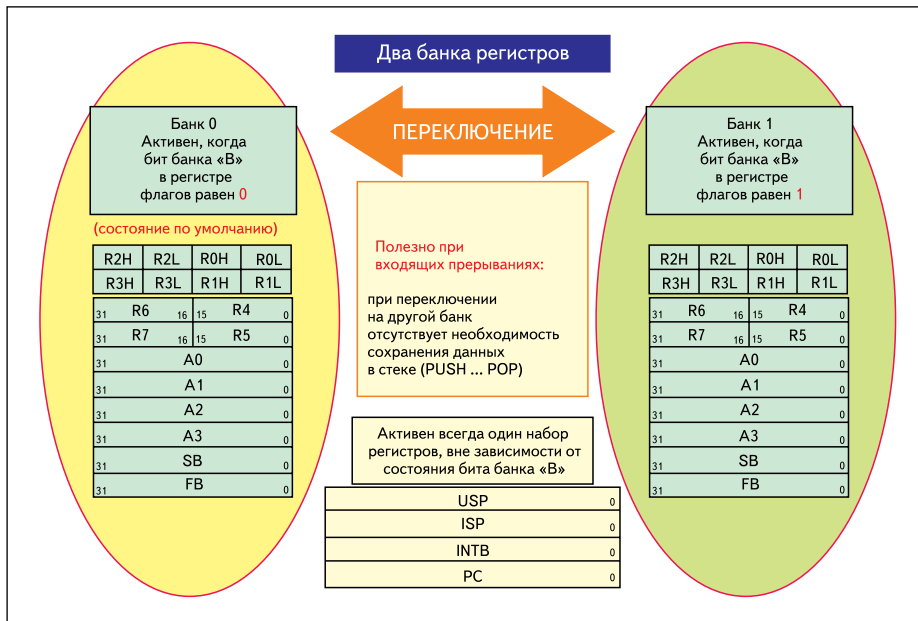 Два банка регистров
ПЕРЕКЛЮЧЕНИЕ
Банк 0
Активен, когда
бит банка «B»
в регистре
флагов равен 0
(состояние по умолчанию)
R2H R2L R0H R0L
R3H R3L R1H R1L
31 R6 16 15 R4 0
31 R7 16 15 R5 0
31 A0 0
31 A1 0
31 A2 0
31 A3 0
31 SB 0
31 FB 0
Полезно при
входящих прерываниях:
при переключении
на другой банк
отсутствует необходимость
сохранения данных
в стеке (PUSH ... POP)
Активен всегда один набор
регистров, вне зависимости от
состояния бита банка «B»
USP 0
ISP 0
INTB 0
PC 0
Банк 1
Активен, когда
бит банка «B»
в регистре
флагов равен 1
R2H R2L R0H R0L
R3H R3L R1H R1L
31 R6 16 15 R4 0
31 R7 16 15 R5 0
31 A0 0
31 A1 0
31 A2 0
31 A3 0
31 SB 0
31 FB 0